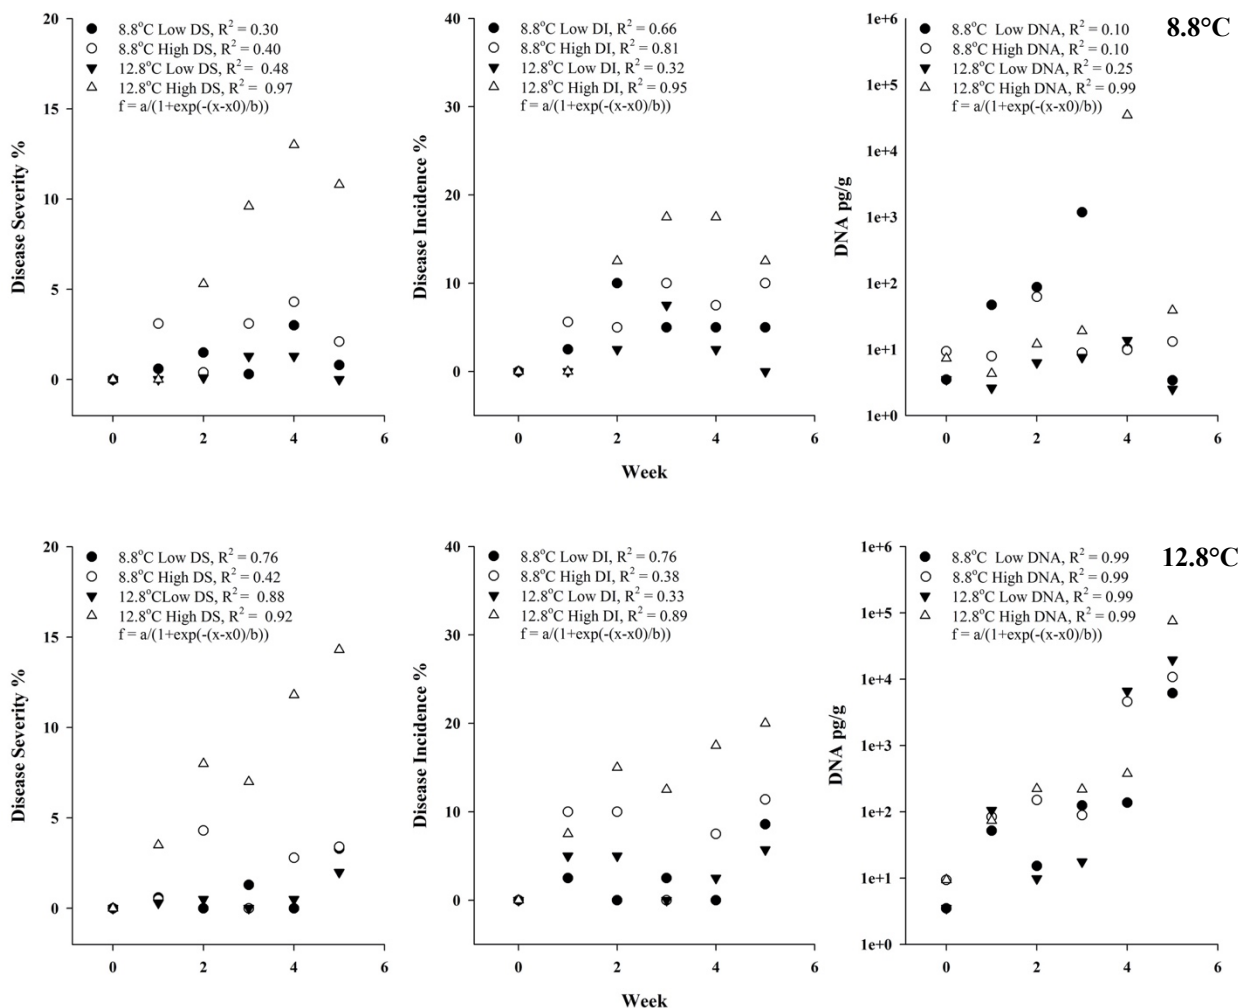 8.8°C
20
15
10
5
0
Disease Severity %
8.8°C Low DS, R² = 0.30
8.8°C High DS, R² = 0.40
12.8°C Low DS, R² = 0.48
12.8°C High DS, R² = 0.97
f = a/(1+exp(-(x-x0)/b))
0 2 4 6
40
30
20
10
0
Disease Incidence %
8.8°C Low DI, R² = 0.66
8.8°C High DI, R² = 0.81
12.8°C Low DI, R² = 0.32
12.8°C High DI, R² = 0.95
f = a/(1+exp(-(x-x0)/b))
0 2 4 6
Week
1e+6
1e+5
1e+4
1e+3
1e+2
1e+1
1e+0
DNA pg/g
8.8°C Low DNA, R² = 0.10
8.8°C High DNA, R² = 0.10
12.8°C Low DNA, R² = 0.25
12.8°C High DNA, R² = 0.99
f = a/(1+exp(-(x-x0)/b))
0 2 4 6
12.8°C
20
15
10
5
0
Disease Severity %
8.8°C Low DS, R² = 0.76
8.8°C High DS, R² = 0.42
12.8°CLow DS, R² = 0.88
12.8°C High DS, R² = 0.92
f = a/(1+exp(-(x-x0)/b))
0 2 4 6
40
30
20
10
0
Disease Incidence %
8.8°C Low DI, R² = 0.76
8.8°C High DI, R² = 0.38
12.8°C Low DI, R² = 0.33
12.8°C High DI, R² = 0.89
f = a/(1+exp(-(x-x0)/b))
0 2 4 6
Week
1e+6
1e+5
1e+4
1e+3
1e+2
1e+1
1e+0
DNA pg/g
8.8°C Low DNA, R² = 0.99
8.8°C High DNA, R² = 0.99
12.8°C Low DNA, R² = 0.99
12.8°C High DNA, R² = 0.99
f = a/(1+exp(-(x-x0)/b))
0 2 4 6